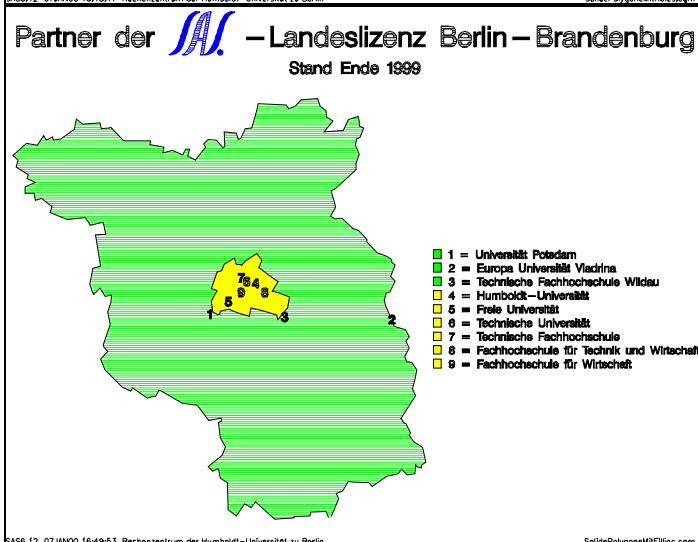 Partner der SAS – Landeslizenz Berlin – Brandenburg
Stand Ende 1999
7
6
4
9
8
5
1
3
2
1 = Universität Potsdam
2 = Europa Universität Viadrina
3 = Technische Fachhochschule Wildau
4 = Humboldt–Universität
5 = Freie Universität
6 = Technische Universität
7 = Technische Fachhochschule
8 = Fachhochschule für Technik und Wirtschaft
9 = Fachhochschule für Wirtschaft
SAS6.12 07JAN00 16:49:53 Rechenzentrum der Humboldt–Universität zu Berlin
SolidePolygoneMitFilling.cgm